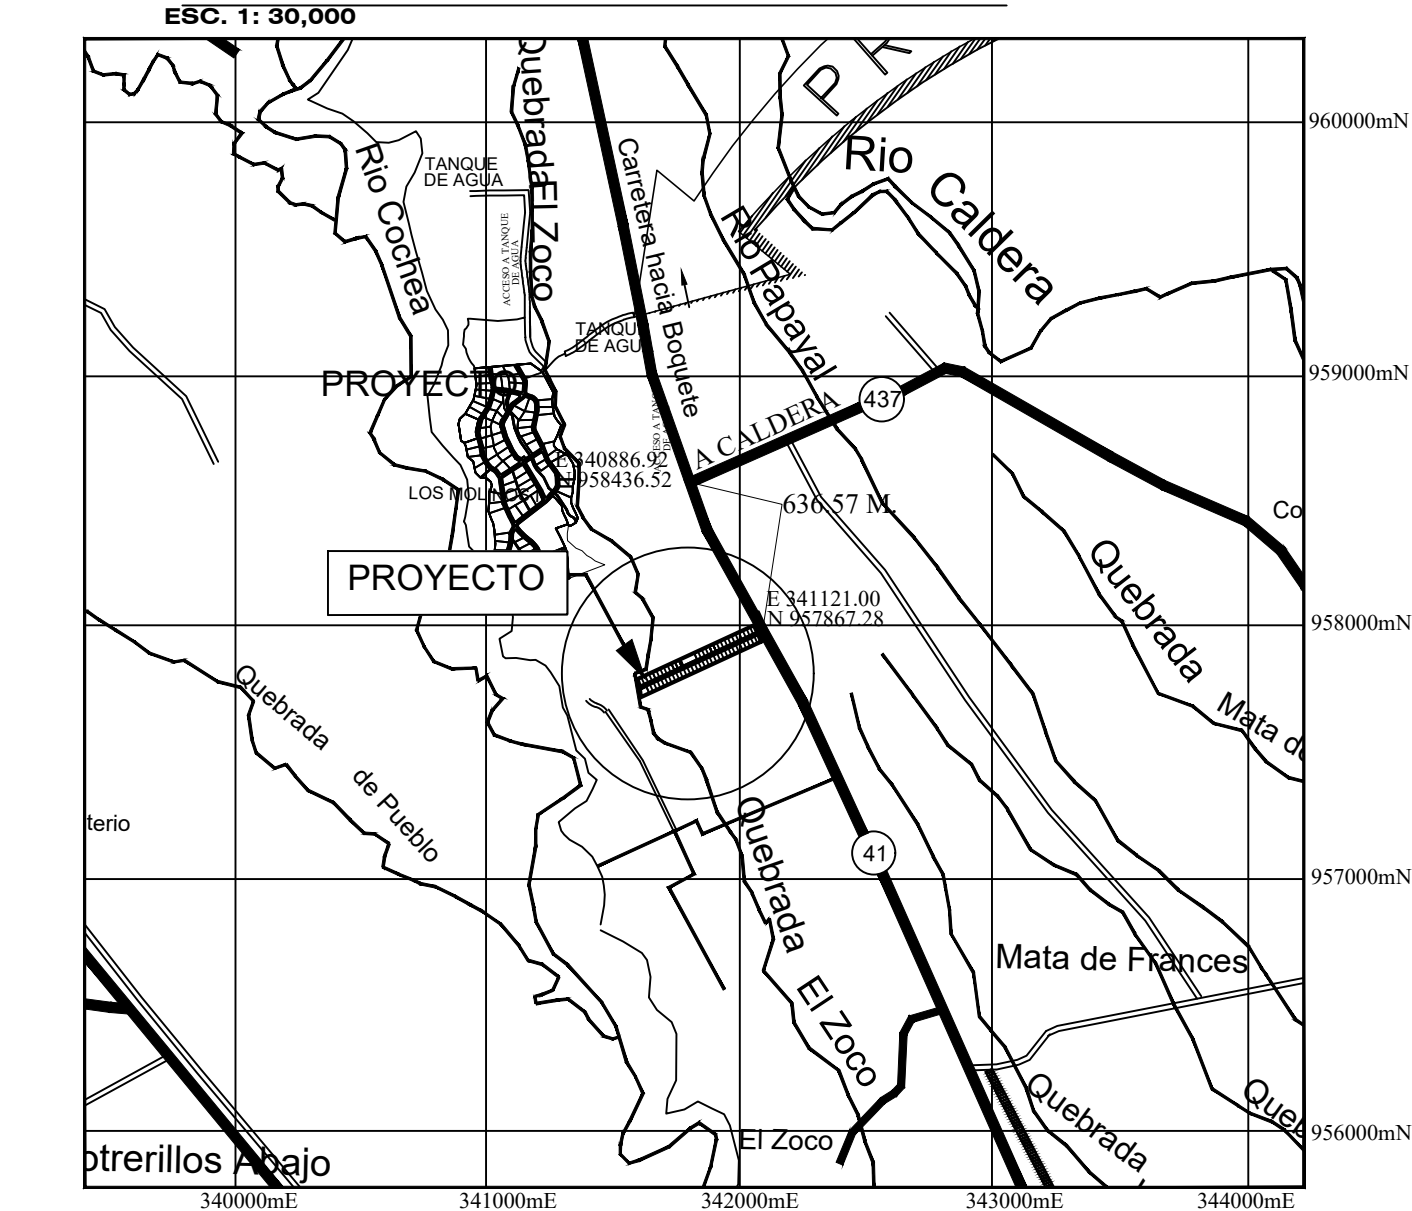 ESC. 1: 30,000
P R
960000mN
Rio
Caldera
Quebrada
El Zoco
Carretera hacia Boquete
Rio Cochea
TANQUE
DE AGUA
ACCESO A TANQUE
DE AGUA
Rio Papayal
TANQUE
DE AGUA
PROYECTO
959000mN
437
A CALDERA
E 340886.92
N 958436.52
LOS MOLINOS
636.57 M.
Co
Quebrada
PROYECTO
E 341121.00
N 957867.28
958000mN
Quebrada
de Pueblo
Mata de
terio
41
957000mN
Quebrada
El Zoco
Mata de Frances
Quebrada
Queb
El Zoco
956000mN
otrerillos Abajo
340000mE
341000mE
342000mE
343000mE
344000mE